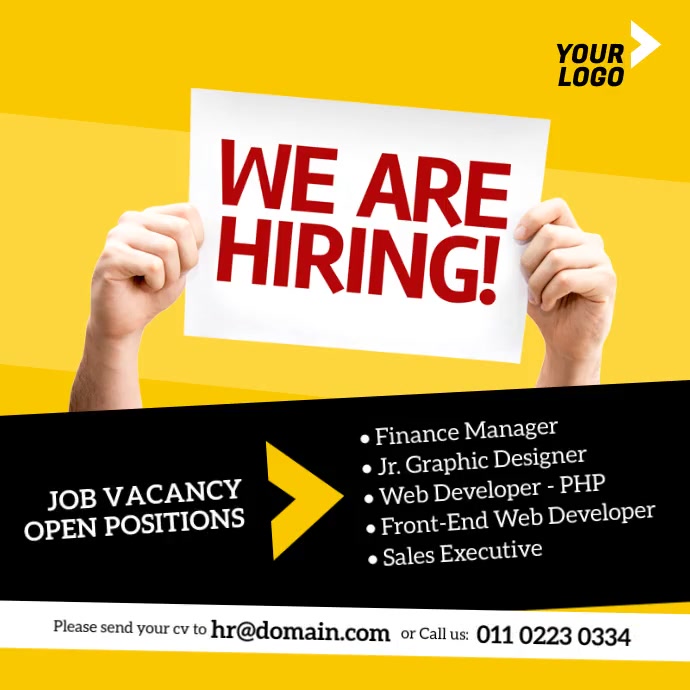 YOUR
LOGO
WE ARE
HIRING!
JOB VACANCY
OPEN POSITIONS
• Finance Manager
• Jr. Graphic Designer
• Web Developer - PHP
• Front-End Web Developer
• Sales Executive
Please send your cv to hr@domain.com or Call us: 011 0223 0334